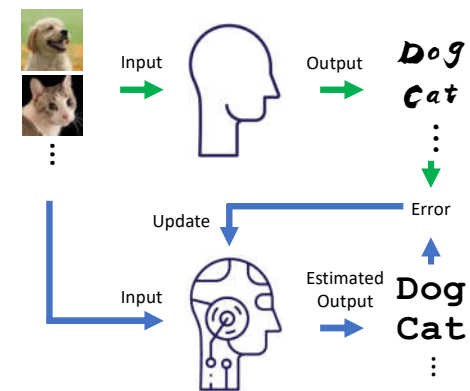 Input
Output
Dog
Cat
Error
Update
Input
Estimated
Output
Dog
Cat